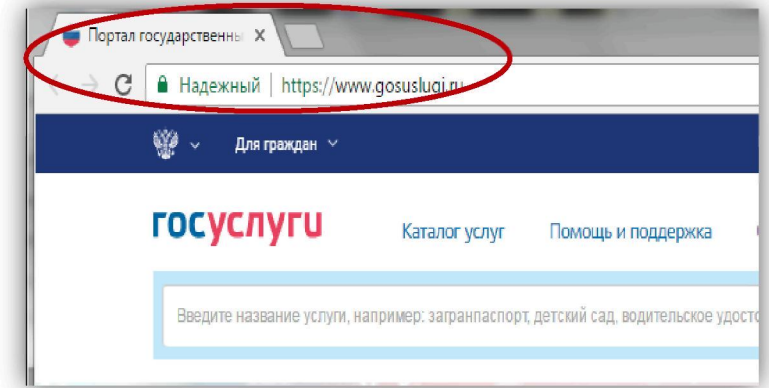 Портал государственны X
Надежный | https://www.gosuslugi.ru
Для граждан
госуслуги
Каталог услуг Помощь и поддержка
Введите название услуги, например: загранпаспорт, детский сад, водительское удосто